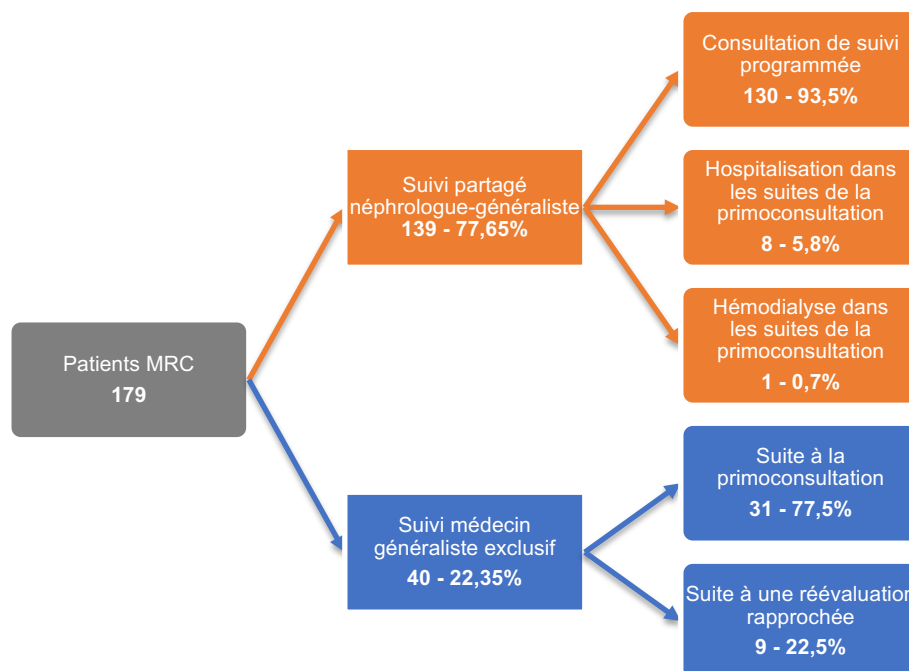 Patients MRC
179
Suivi partagé
néphrologue-généraliste
139 - 77,65%
Consultation de suivi
programmée
130 - 93,5%
Hospitalisation dans
les suites de la
primoconsultation
8 - 5,8%
Hémodialyse dans
les suites de la
primoconsultation
1 - 0,7%
Suivi médecin
généraliste exclusif
40 - 22,35%
Suite à la
primoconsultation
31 - 77,5%
Suite à une réévaluation
rapprochée
9 - 22,5%